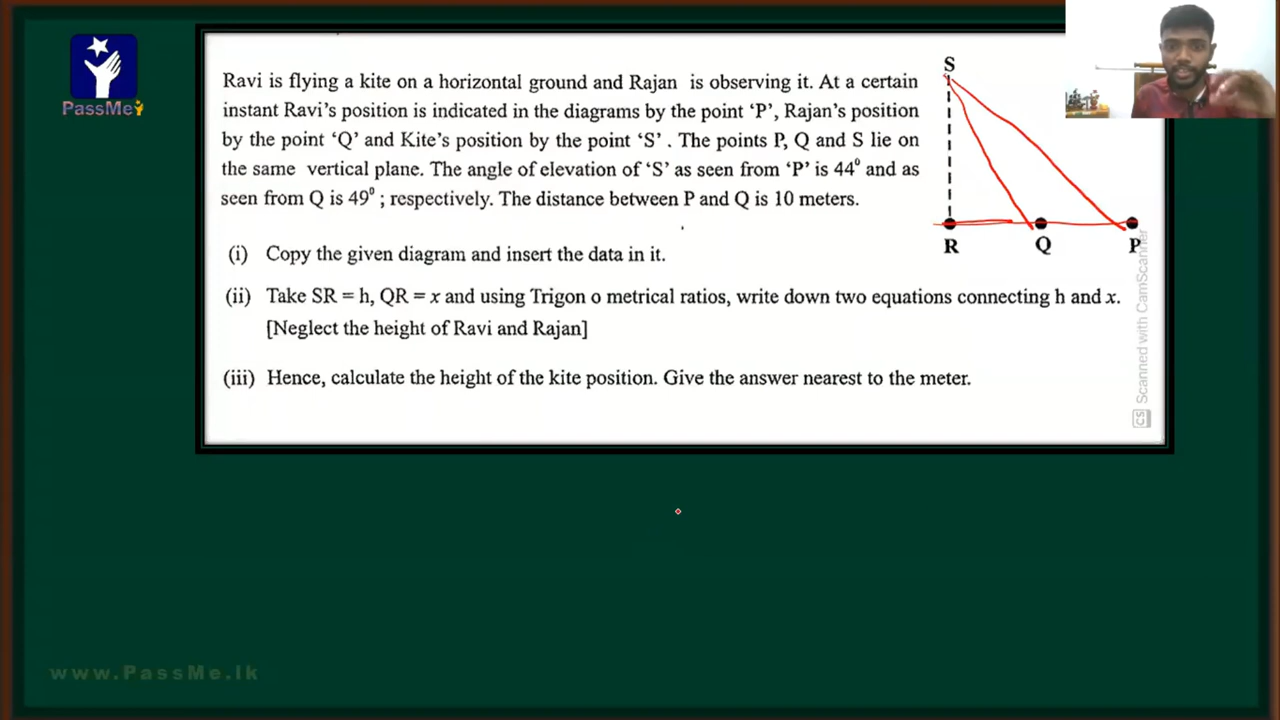 PassMe
Ravi is flying a kite on a horizontal ground and Rajan is observing it. At a certain
instant Ravi's position is indicated in the diagrams by the point 'P', Rajan's position
by the point 'Q' and Kite's position by the point 'S' . The points P, Q and S lie on
the same vertical plane. The angle of elevation of 'S' as seen from 'P' is 44⁰ and as
seen from Q is 49⁰ ; respectively. The distance between P and Q is 10 meters.
S
R Q P
(i) Copy the given diagram and insert the data in it.
(ii) Take SR = h, QR = x and using Trigon o metrical ratios, write down two equations connecting h and x.
[Neglect the height of Ravi and Rajan]
(iii) Hence, calculate the height of the kite position. Give the answer nearest to the meter.
CS Scanned with CamScanner
www.PassMe.lk